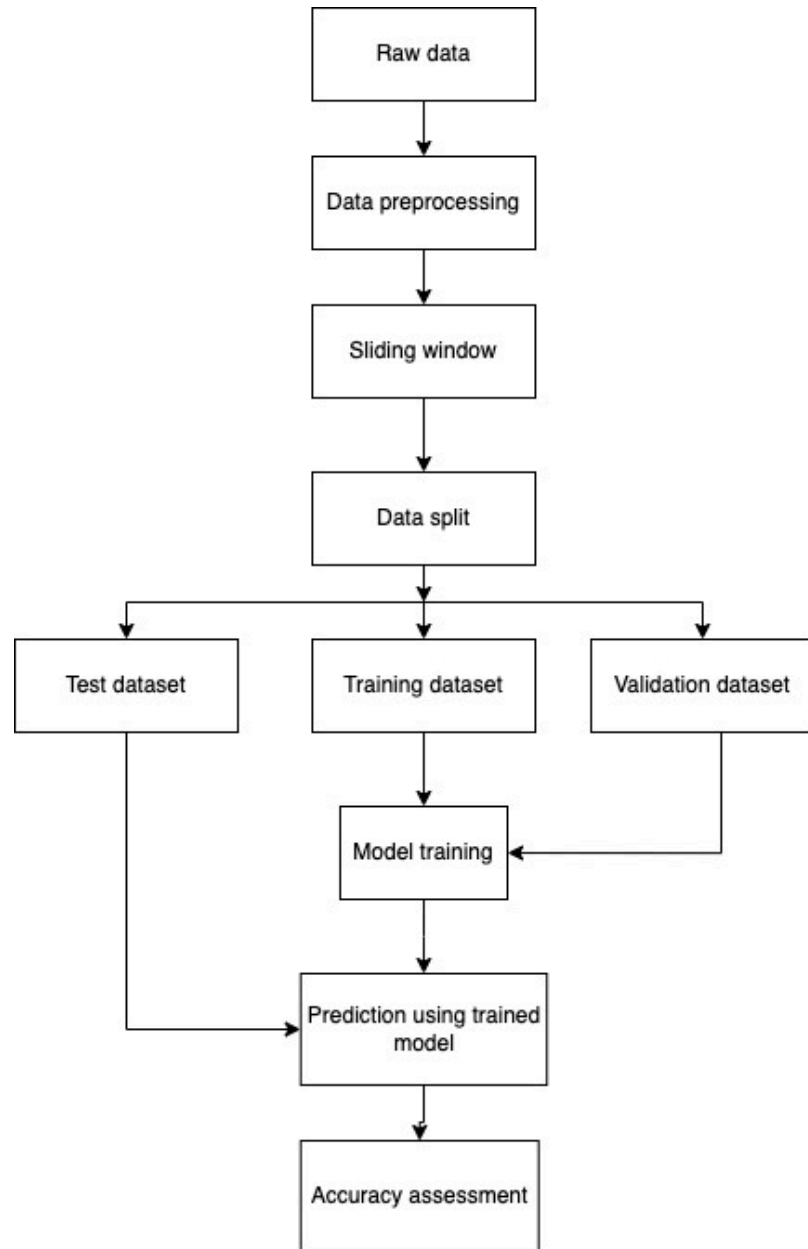 Raw data
Data preprocessing
Sliding window
Data split
Test dataset
Training dataset
Validation dataset
Model training
Prediction using trained
model
Accuracy assessment